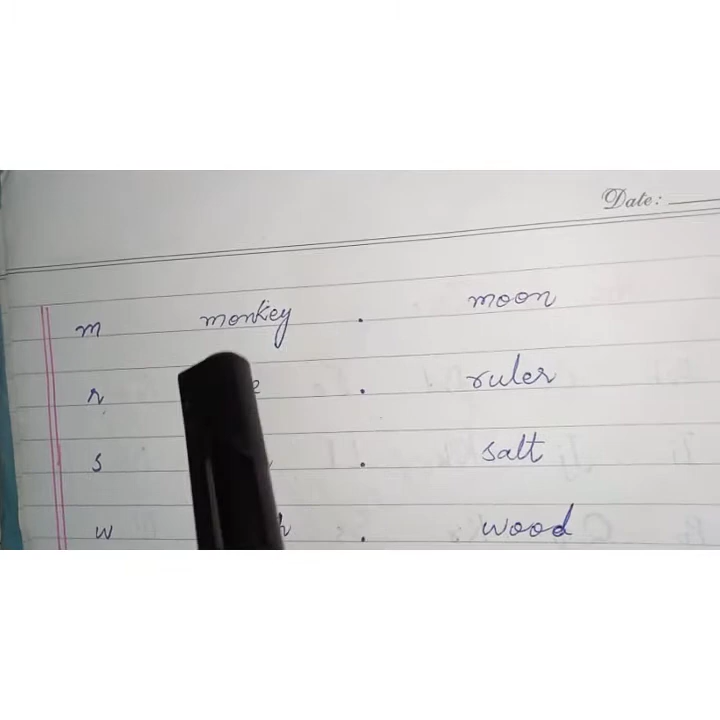 Date:
m monkey . moon
r . ruler
s . salt
w . wood